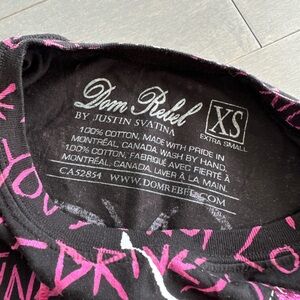 Dom Rebel
BY JUSTIN SVATINA
XS
EXTRA SMALL
100% COTTON, MADE WITH PRIDE IN
MONTRÉAL, CANADA WASH BY HAND
100% COTTON, FABRIQUÉ AVEC FIERTÉ À
MONTRÉAL, CANADA, LAVER À LA MAIN.
CA52854 WWW.DOMREBEL.COM
DRINK